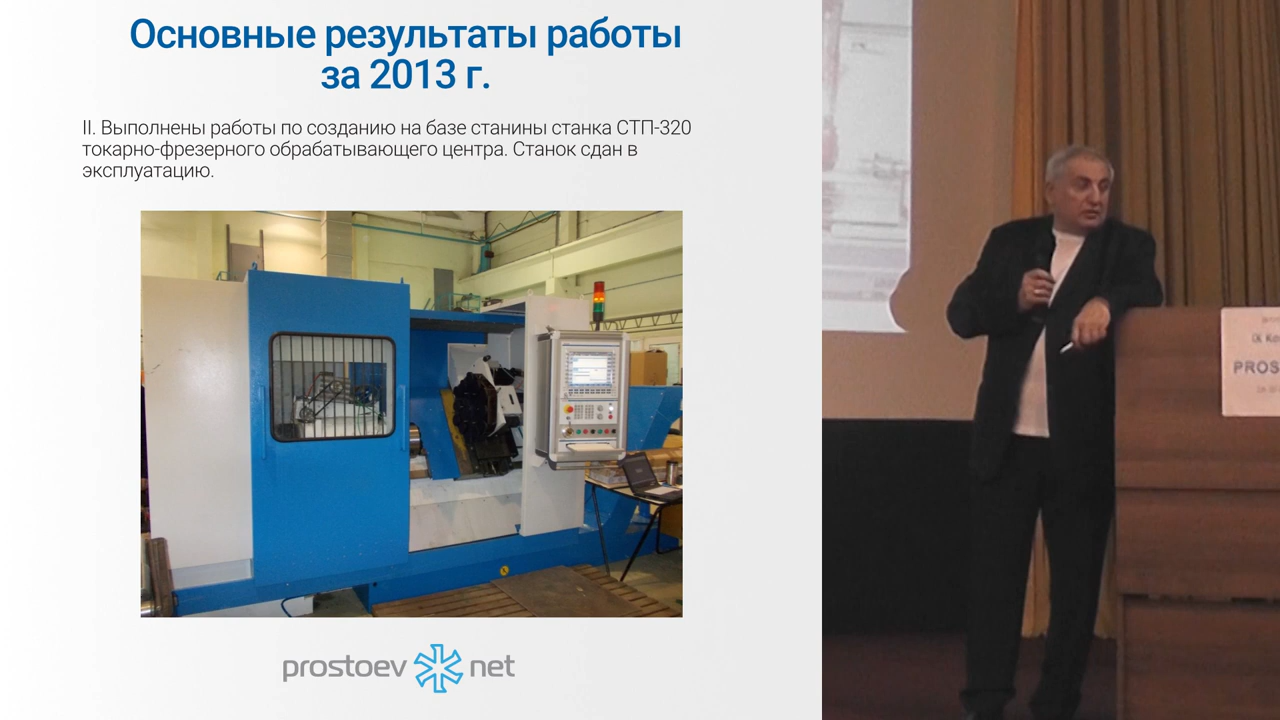 Основные результаты работы
за 2013 г.
II. Выполнены работы по созданию на базе станины станка СТП-320
токарно-фрезерного обрабатывающего центра. Станок сдан в
эксплуатацию.
prostoev net
PROS